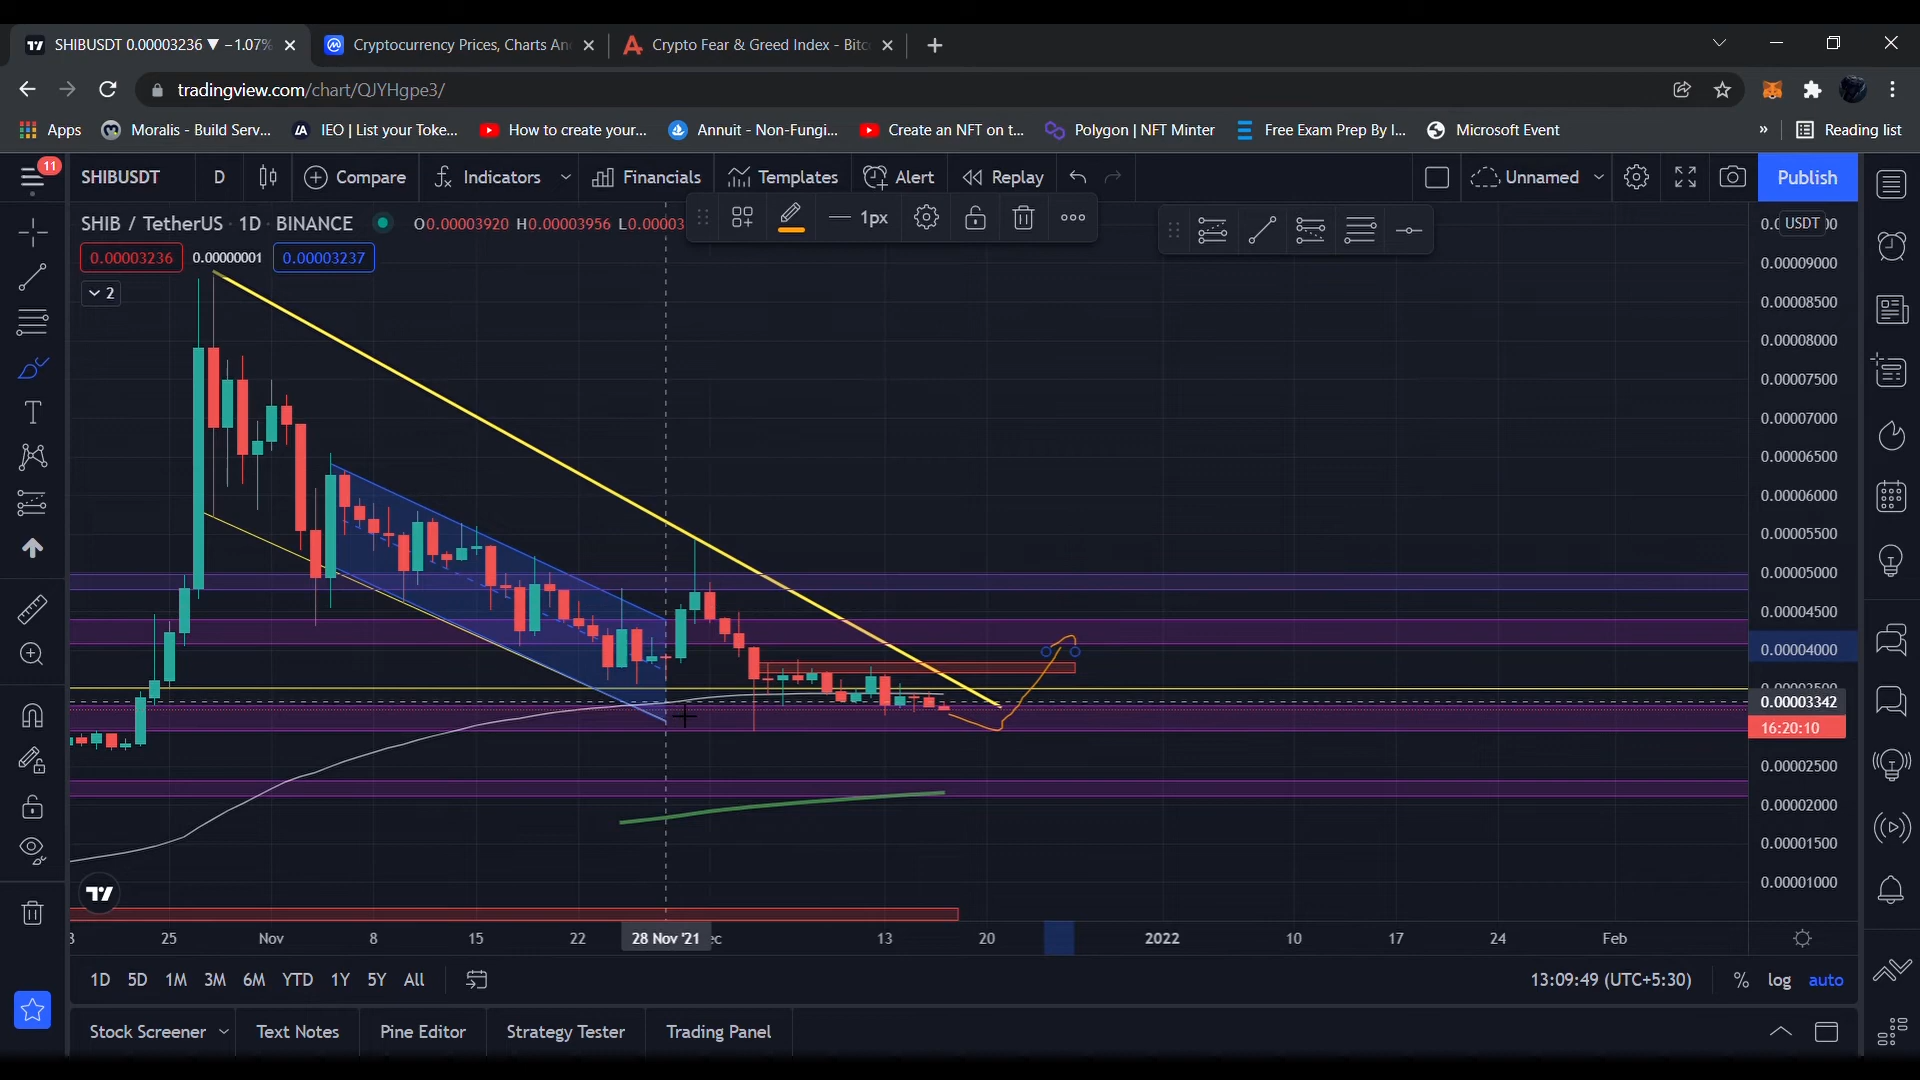 SHIBUSDT 0.00003236 ▼ −1.07%
Cryptocurrency Prices, Charts An
Crypto Fear & Greed Index - Bitc
tradingview.com/chart/QJYHgpe3/
Apps
Moralis - Build Serv...
IEO | List your Toke...
How to create your...
Annuit - Non-Fungi...
Create an NFT on t...
Polygon | NFT Minter
Free Exam Prep By I...
Microsoft Event
»
Reading list
11
SHIBUSDT
D
Compare
Indicators
Financials
Templates
Alert
Replay
Unnamed
Publish
SHIB / TetherUS · 1D · BINANCE
O0.00003920 H0.00003956 L0.00003
1px
USDT
0.00003236
0.00000001
0.00003237
2
0.00009000
0.00008500
0.00008000
0.00007500
0.00007000
0.00006500
0.00006000
0.00005500
0.00005000
0.00004500
0.00004000
0.00003342
16:20:10
0.00002500
0.00002000
0.00001500
0.00001000
25
Nov
8
15
22
28 Nov '21
13
20
2022
10
17
24
Feb
1D
5D
1M
3M
6M
YTD
1Y
5Y
All
13:09:49 (UTC+5:30)
%
log
auto
Stock Screener
Text Notes
Pine Editor
Strategy Tester
Trading Panel